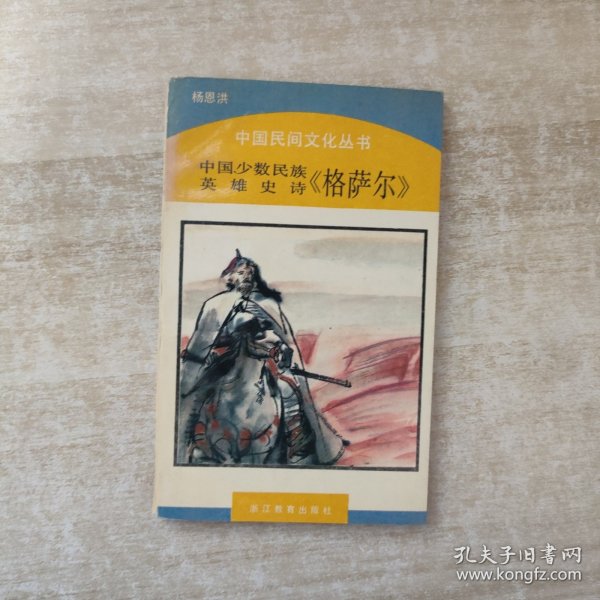 杨恩洪
中国民间文化丛书
中国少数民族
英雄史诗
《格萨尔》
浙江教育出版社
孔夫子旧书网
www.kongfz.com